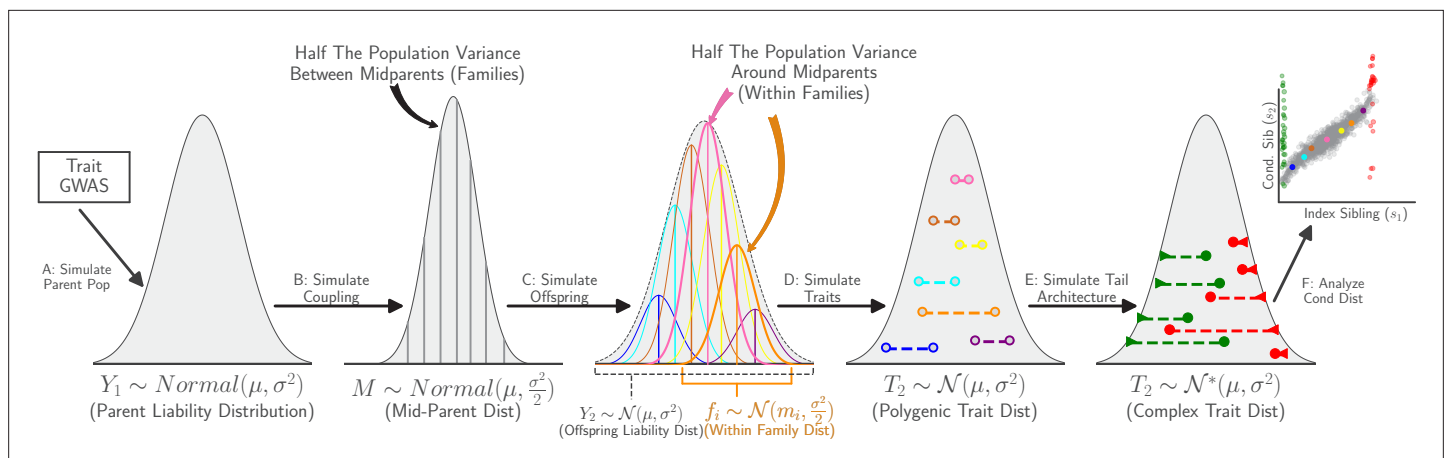 Half The Population Variance
Between Midparents (Families)
Half The Population Variance
Around Midparents
(Within Families)
Trait
GWAS
A: Simulate
Parent Pop
B: Simulate
Coupling
C: Simulate
Offspring
D: Simulate
Traits
E: Simulate Tail
Architecture
F: Analyze
Cond Dist
Cond. Sib (s₂)
Index Sibling (s₁)
Y₁ ∼ Normal(μ, σ²)
(Parent Liability Distribution)
M ∼ Normal(μ, σ²/2)
(Mid-Parent Dist)
Y₂ ∼ 𝒩(μ, σ²)
(Offspring Liability Dist)
fᵢ ∼ 𝒩(mᵢ, σ²/2)
(Within Family Dist)
T₂ ∼ 𝒩(μ, σ²)
(Polygenic Trait Dist)
T₂ ∼ 𝒩*(μ, σ²)
(Complex Trait Dist)